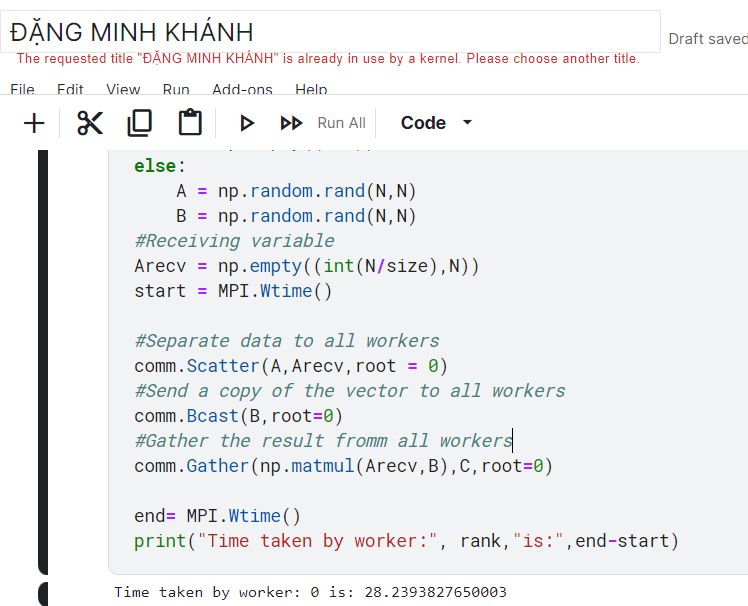 ĐẶNG MINH KHÁNH
Draft saved
The requested title "ĐẶNG MINH KHÁNH" is already in use by a kernel. Please choose another title.
File Edit View Run Add-ons Help
Run All Code
else:
    A = np.random.rand(N,N)
    B = np.random.rand(N,N)
#Receiving variable
Arecv = np.empty((int(N/size),N))
start = MPI.Wtime()
#Separate data to all workers
comm.Scatter(A,Arecv,root = 0)
#Send a copy of the vector to all workers
comm.Bcast(B,root=0)
#Gather the result fromm all workers
comm.Gather(np.matmul(Arecv,B),C,root=0)
end= MPI.Wtime()
print("Time taken by worker:", rank,"is:",end-start)
Time taken by worker: 0 is: 28.2393827650003